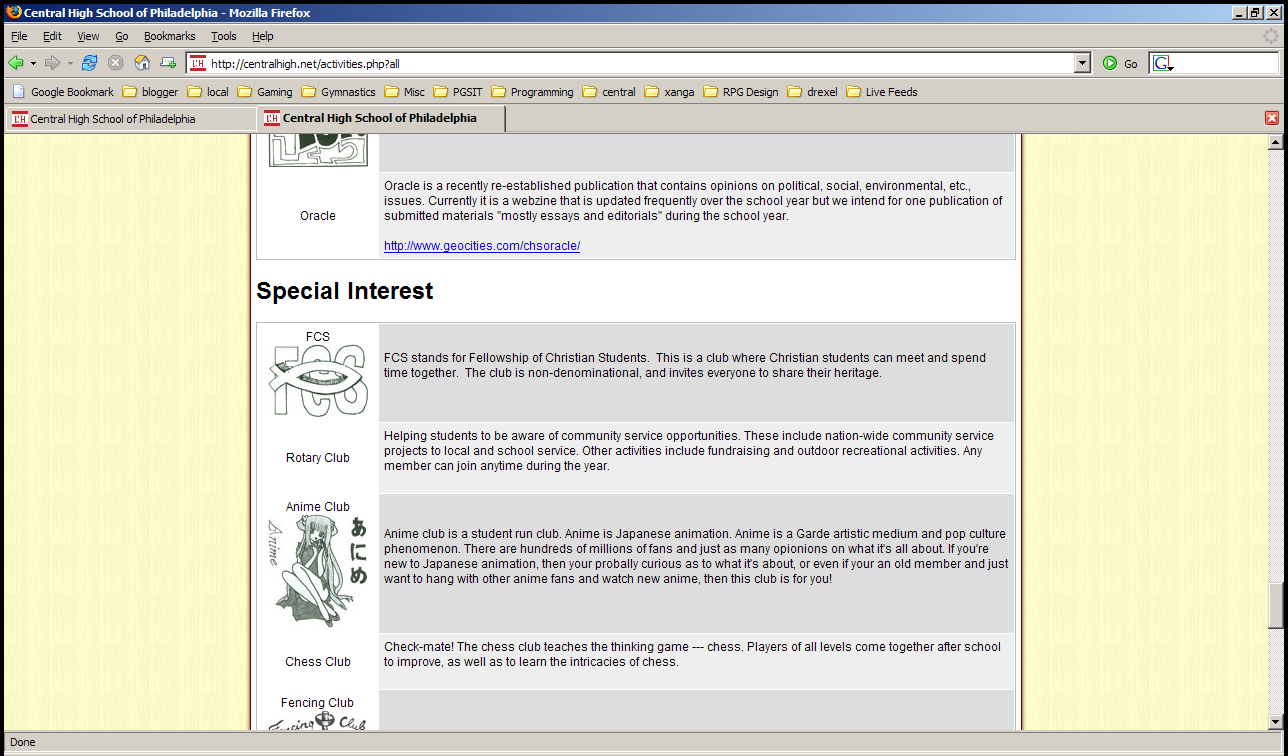 Central High School of Philadelphia - Mozilla Firefox
File Edit View Go Bookmarks Tools Help
http://centralhigh.net/activities.php?all Go G
Google Bookmark blogger local Gaming Gymnastics Misc PGSIT Programming central xanga RPG Design drexel Live Feeds
Central High School of Philadelphia Central High School of Philadelphia
Oracle
Oracle is a recently re-established publication that contains opinions on political, social, environmental, etc.,
issues. Currently it is a webzine that is updated frequently over the school year but we intend for one publication of
submitted materials "mostly essays and editorials" during the school year.
http://www.geocities.com/chsoracle/
Special Interest
FCS
FCS
FCS stands for Fellowship of Christian Students. This is a club where Christian students can meet and spend
time together. The club is non-denominational, and invites everyone to share their heritage.
Rotary Club
Helping students to be aware of community service opportunities. These include nation-wide community service
projects to local and school service. Other activities include fundraising and outdoor recreational activities. Any
member can join anytime during the year.
Anime Club
Anime
あにめ
Anime club is a student run club. Anime is Japanese animation. Anime is a Garde artistic medium and pop culture
phenomenon. There are hundreds of millions of fans and just as many opionions on what it's all about. If you're
new to Japanese animation, then your probally curious as to what it's about, or even if your an old member and just
want to hang with other anime fans and watch new anime, then this club is for you!
Chess Club
Check-mate! The chess club teaches the thinking game --- chess. Players of all levels come together after school
to improve, as well as to learn the intricacies of chess.
Fencing Club
Fencing Club
Done